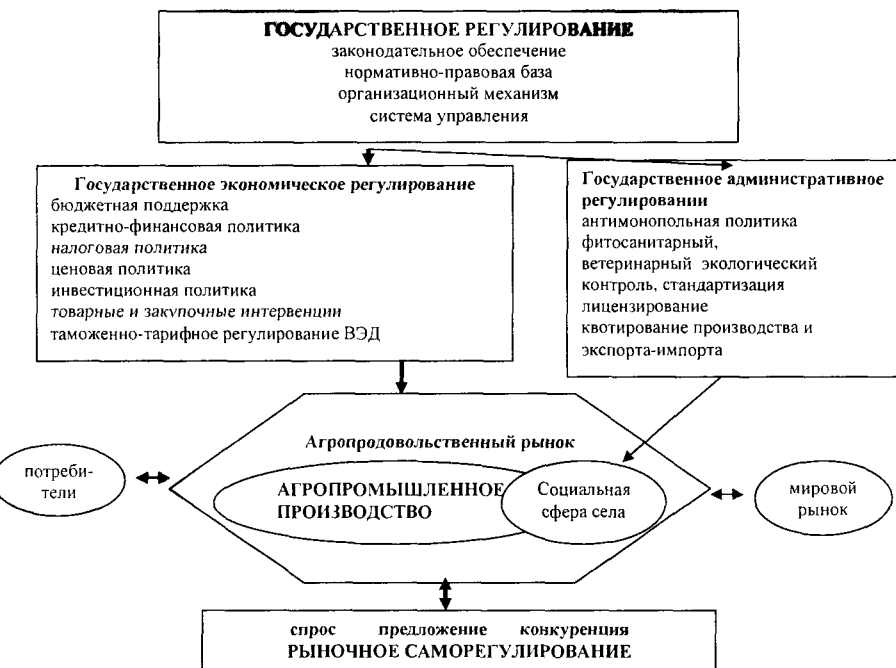 ГОСУДАРСТВЕННОЕ РЕГУЛИРОВАНИЕ
законодательное обеспечение
нормативно-правовая база
организационный механизм
система управления
Государственное экономическое регулирование
бюджетная поддержка
кредитно-финансовая политика
налоговая политика
ценовая политика
инвестиционная политика
товарные и закупочные интервенции
таможенно-тарифное регулирование ВЭД
Государственное административное
регулировании
антимонопольная политика
фитосанитарный,
ветеринарный экологический
контроль, стандартизация
лицензирование
квотирование производства и
экспорта-импорта
Агропродовольственный рынок
потреби-
тели
АГРОПРОМЫШЛЕННОЕ
ПРОИЗВОДСТВО
Социальная
сфера села
мировой
рынок
спрос предложение конкуренция
РЫНОЧНОЕ САМОРЕГУЛИРОВАНИЕ